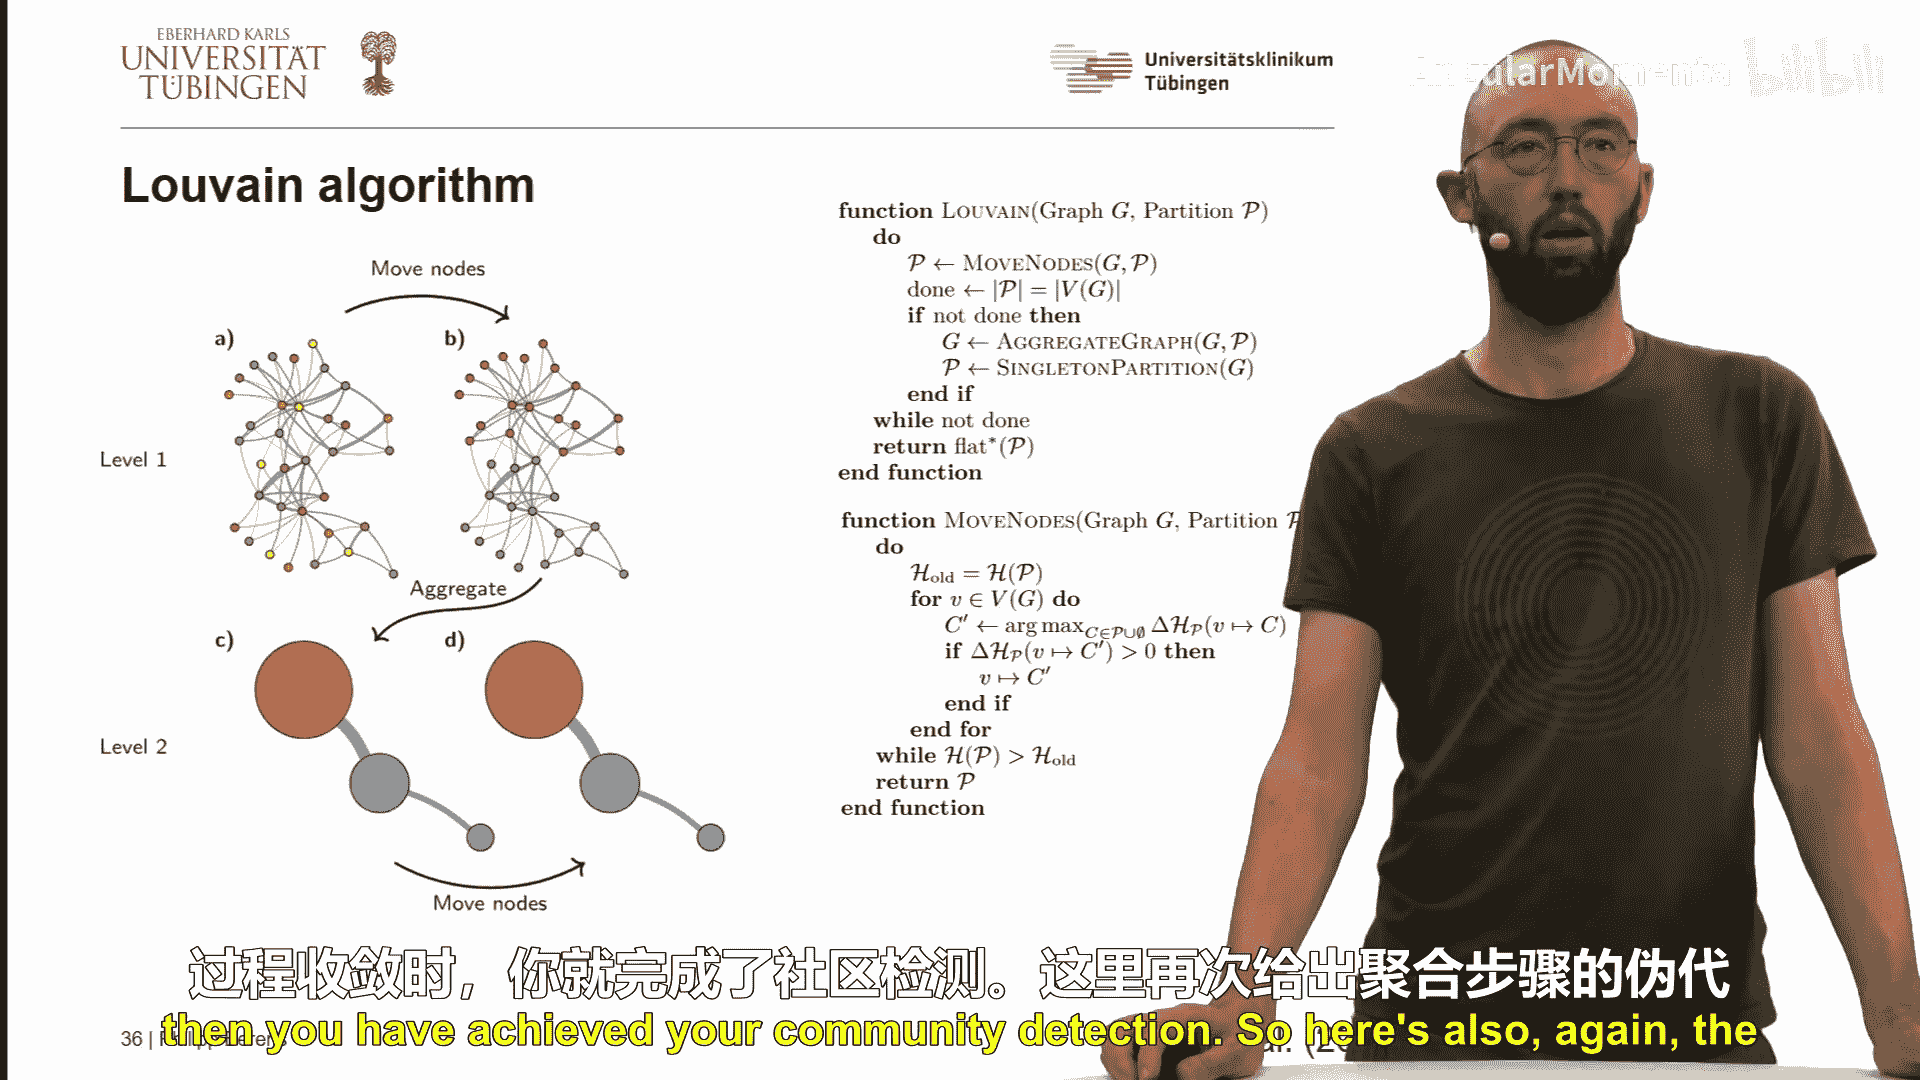 EBERHARD KARLS
UNIVERSITÄT
TÜBINGEN
Universitätsklinikum
Tübingen
bilibili
Louvain algorithm
Move nodes
a)
b)
Level 1
Aggregate
c)
d)
Level 2
Move nodes
function LOUVAIN(Graph G, Partition 𝒫)
do
𝒫 ← MOVENODES(G, 𝒫)
done ← |𝒫| = |V(G)|
if not done then
G ← AGGREGATEGRAPH(G, 𝒫)
𝒫 ← SINGLETONPARTITION(G)
end if
while not done
return flat*(𝒫)
end function
function MOVENODES(Graph G, Partition 𝒫
do
ℋ_old = ℋ(𝒫)
for v ∈ V(G) do
C′ ← arg max_{C∈𝒫∪∅} Δℋ_𝒫(v ↦ C)
if Δℋ_𝒫(v ↦ C′) > 0 then
v ↦ C′
end if
end for
while ℋ(𝒫) > ℋ_old
return 𝒫
end function
过程收敛时，你就完成了社区检测。这里再次给出聚合步骤的伪代
then you have achieved your community detection. So here's also, again, the
36 |